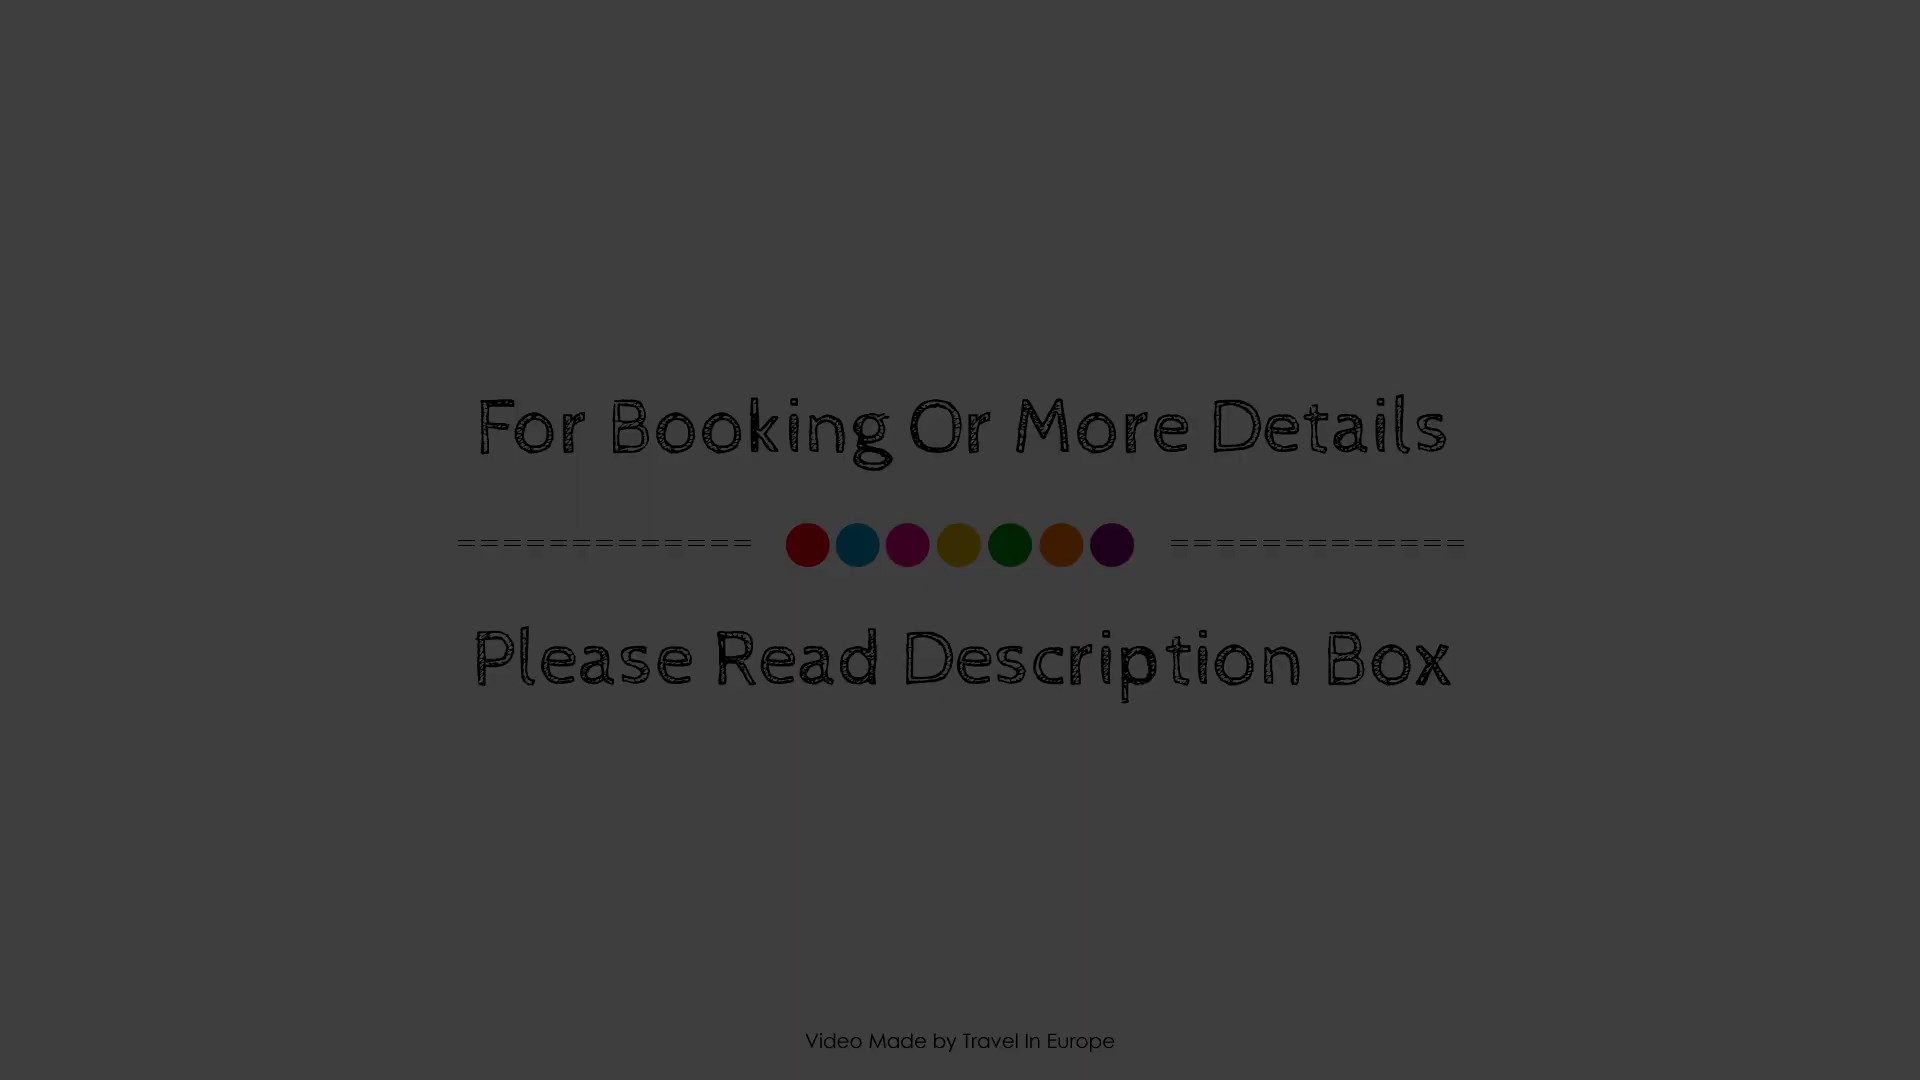 For Booking Or More Details
============= =============
Please Read Description Box
Video Made by Travel In Europe